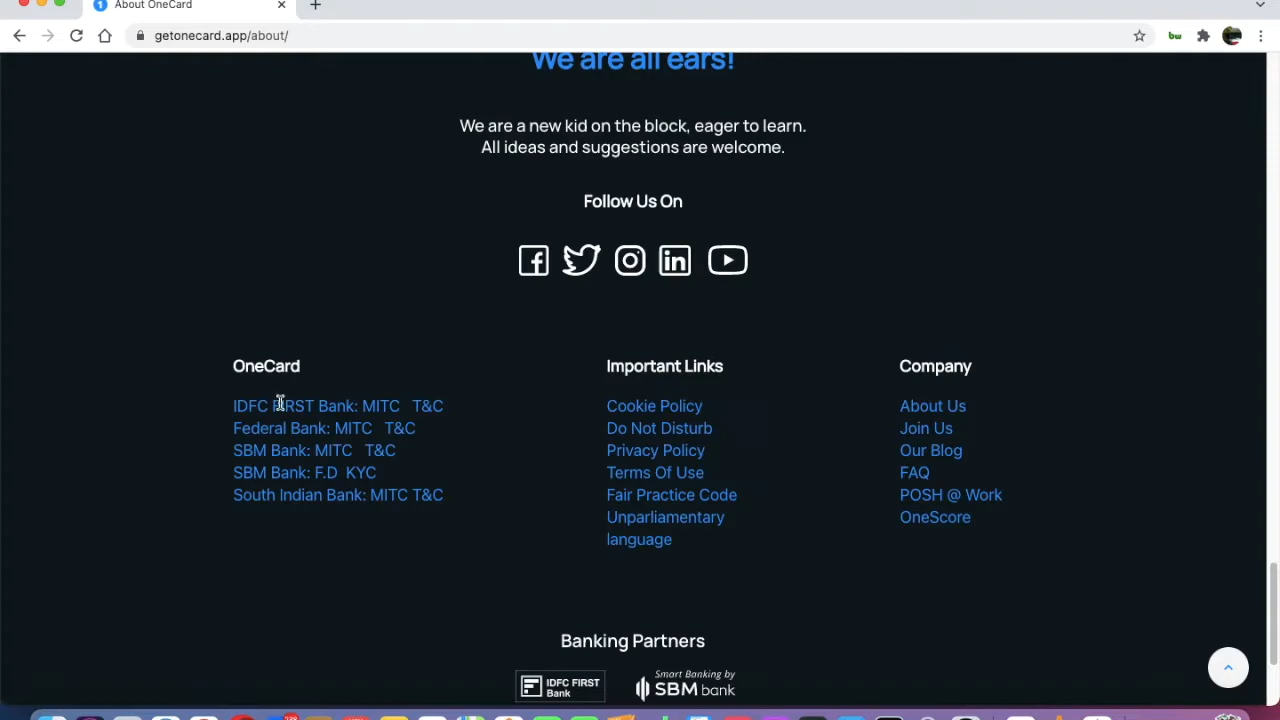 About OneCard
getonecard.app/about/
bw
We are all ears!
We are a new kid on the block, eager to learn.
All ideas and suggestions are welcome.
Follow Us On
OneCard
IDFC FIRST Bank: MITC T&C
Federal Bank: MITC T&C
SBM Bank: MITC T&C
SBM Bank: F.D KYC
South Indian Bank: MITC T&C
Important Links
Cookie Policy
Do Not Disturb
Privacy Policy
Terms Of Use
Fair Practice Code
Unparliamentary
language
Company
About Us
Join Us
Our Blog
FAQ
POSH @ Work
OneScore
Banking Partners
IDFC FIRST
Bank
Smart Banking by
SBM bank